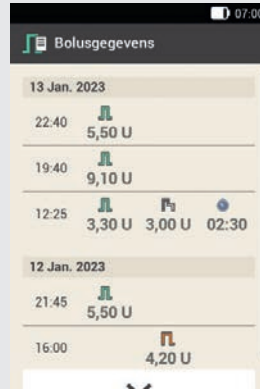 07:00
Bolusgegevens
13 Jan. 2023
22:40 5,50 U
19:40 9,10 U
12:25 3,30 U 3,00 U 02:30
12 Jan. 2023
21:45 5,50 U
16:00 4,20 U